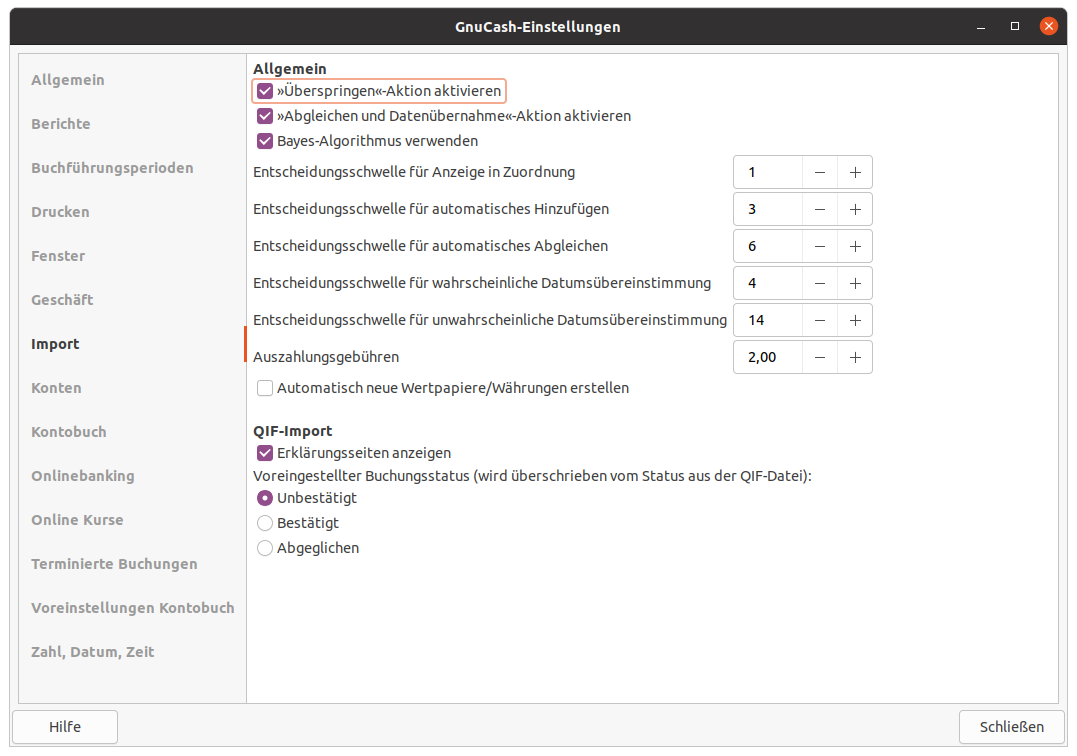 GnuCash-Einstellungen
Allgemein
Berichte
Buchführungsperioden
Drucken
Fenster
Geschäft
Import
Konten
Kontobuch
Onlinebanking
Online Kurse
Terminierte Buchungen
Voreinstellungen Kontobuch
Zahl, Datum, Zeit
Allgemein
»Überspringen«-Aktion aktivieren
»Abgleichen und Datenübernahme«-Aktion aktivieren
Bayes-Algorithmus verwenden
Entscheidungsschwelle für Anzeige in Zuordnung 1 − +
Entscheidungsschwelle für automatisches Hinzufügen 3 − +
Entscheidungsschwelle für automatisches Abgleichen 6 − +
Entscheidungsschwelle für wahrscheinliche Datumsübereinstimmung 4 − +
Entscheidungsschwelle für unwahrscheinliche Datumsübereinstimmung 14 − +
Auszahlungsgebühren 2,00 − +
Automatisch neue Wertpapiere/Währungen erstellen
QIF-Import
Erklärungsseiten anzeigen
Voreingestellter Buchungsstatus (wird überschrieben vom Status aus der QIF-Datei):
Unbestätigt
Bestätigt
Abgeglichen
Hilfe
Schließen